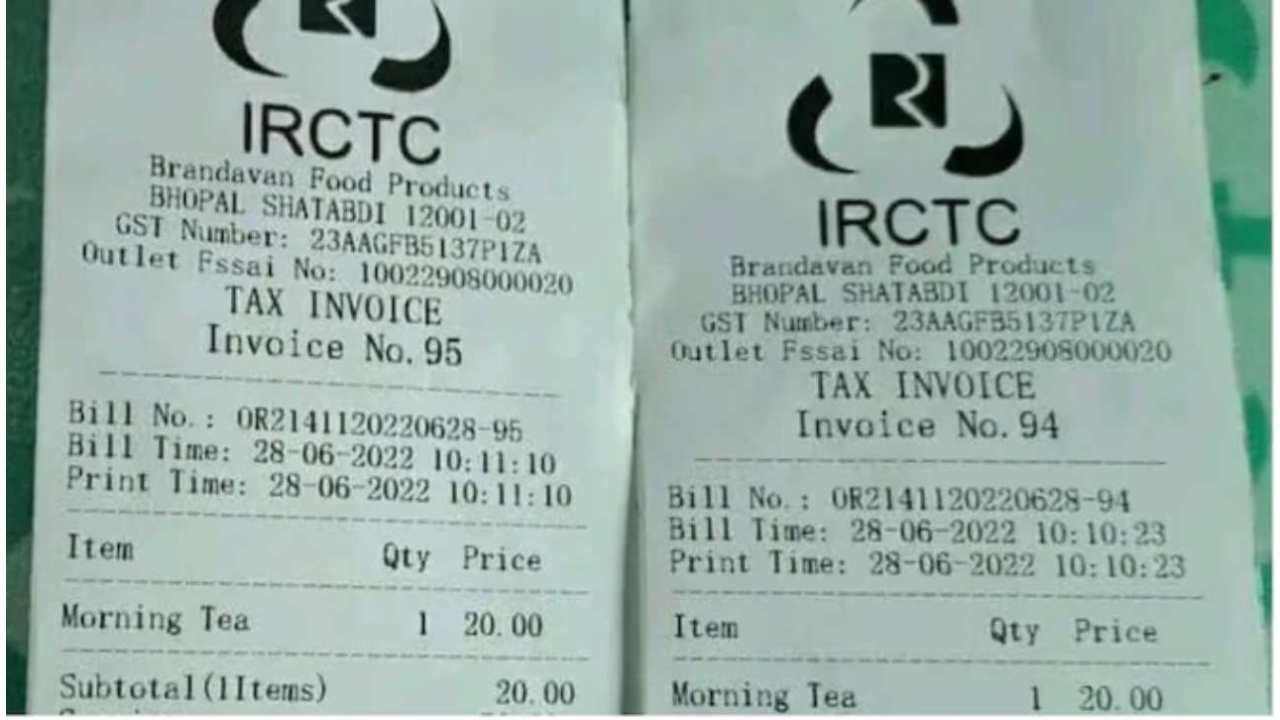 IRCTC
Brandavan Food Products
BHOPAL SHATABDI 12001-02
GST Number: 23AAGFB5137P1ZA
Outlet Fssai No: 10022908000020
TAX INVOICE
Invoice No. 95
Bill No.: OR2141120220628-95
Bill Time: 28-06-2022 10:11:10
Print Time: 28-06-2022 10:11:10
Item Qty Price
Morning Tea 1 20.00
Subtotal(1Items) 20.00
IRCTC
Brandavan Food Products
BHOPAL SHATABDI 12001-02
GST Number: 23AAGFB5137P1ZA
Outlet Fssai No: 10022908000020
TAX INVOICE
Invoice No. 94
Bill No.: OR2141120220628-94
Bill Time: 28-06-2022 10:10:23
Print Time: 28-06-2022 10:10:23
Item Qty Price
Morning Tea 1 20.00